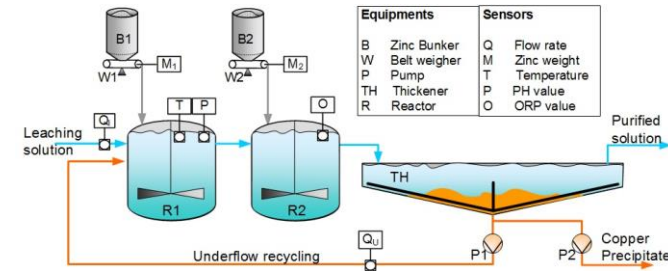 Equipments
Sensors
B Zinc Bunker
W Belt weigher
P Pump
TH Thickener
R Reactor
Q Flow rate
M Zinc weight
T Temperature
P PH value
O ORP value
B1
B2
W1
M1
W2
M2
Leaching
solution
QL
T
P
O
Purified
solution
R1
R2
TH
Underflow recycling
QU
P1
P2
Copper
Precipitate